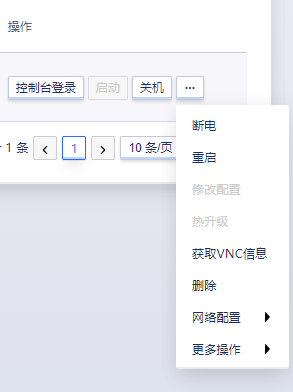 操作
控制台登录 启动 关机 ···
1 条 1 10 条/页
断电
重启
修改配置
热升级
获取VNC信息
删除
网络配置
更多操作